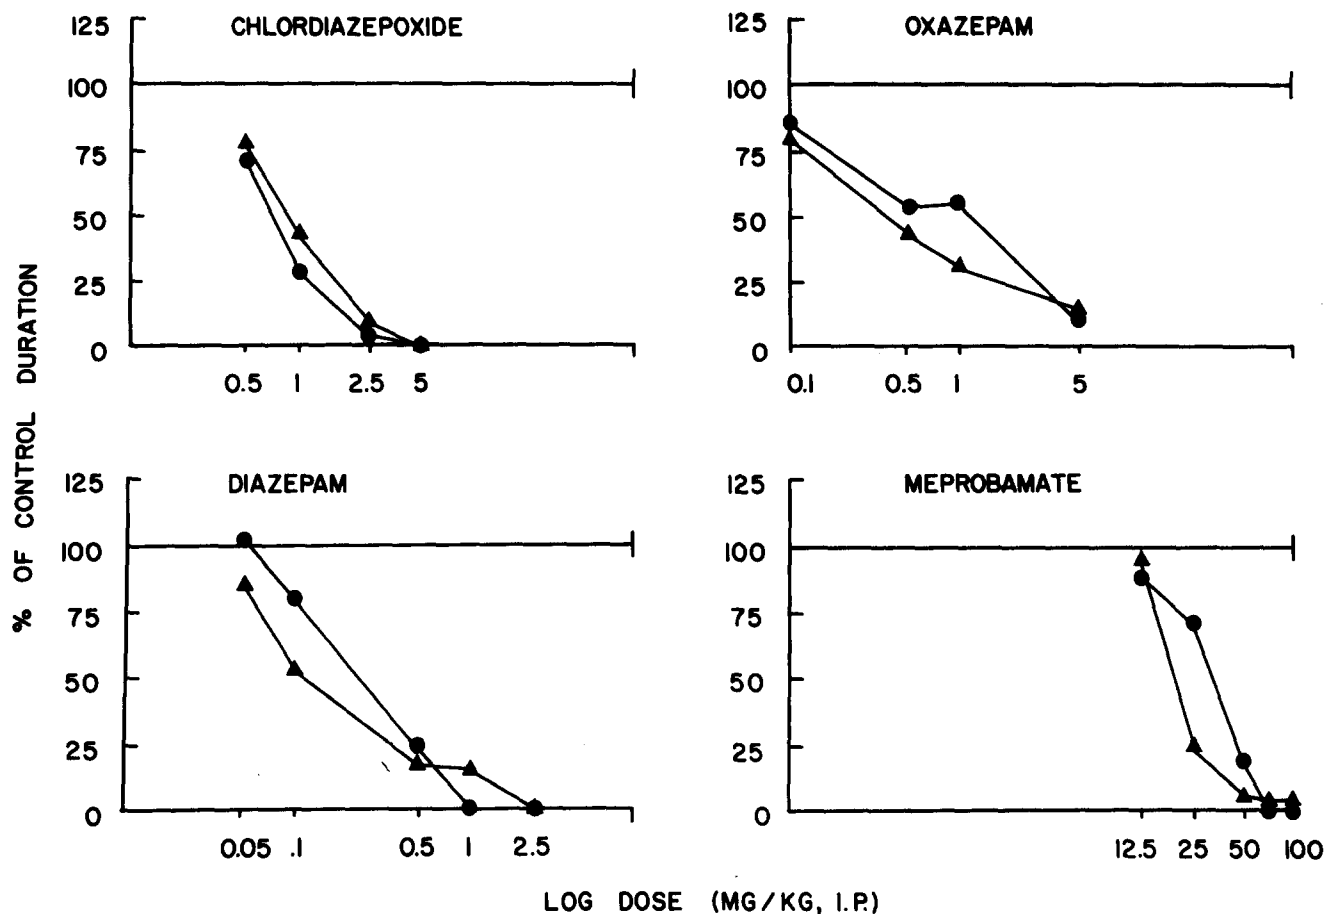 CHLORDIAZEPOXIDE
125
100
75
50
25
0
0.5 1 2.5 5
OXAZEPAM
125
100
75
50
25
0
0.1 0.5 1 5
DIAZEPAM
125
100
75
50
25
0
0.05 .1 0.5 1 2.5
MEPROBAMATE
125
100
75
50
25
0
12.5 25 50 100
% OF CONTROL DURATION
LOG DOSE (MG/KG, I.P.)